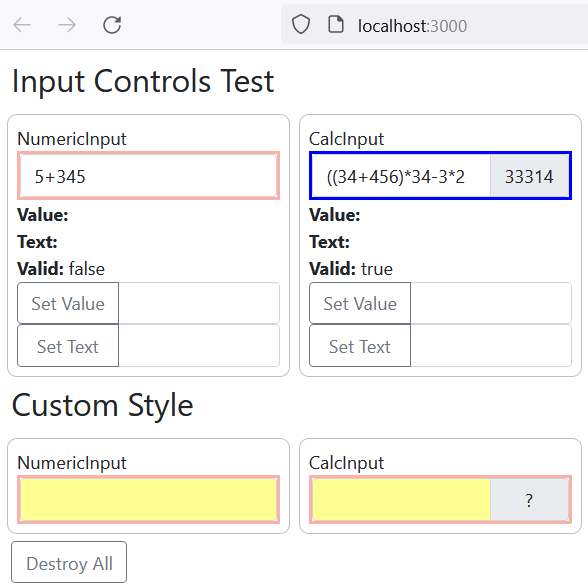 localhost:3000
Input Controls Test
NumericInput
5+345
Value:
Text:
Valid: false
Set Value
Set Text
CalcInput
((34+456)*34-3*2 33314
Value:
Text:
Valid: true
Set Value
Set Text
Custom Style
NumericInput
CalcInput
?
Destroy All